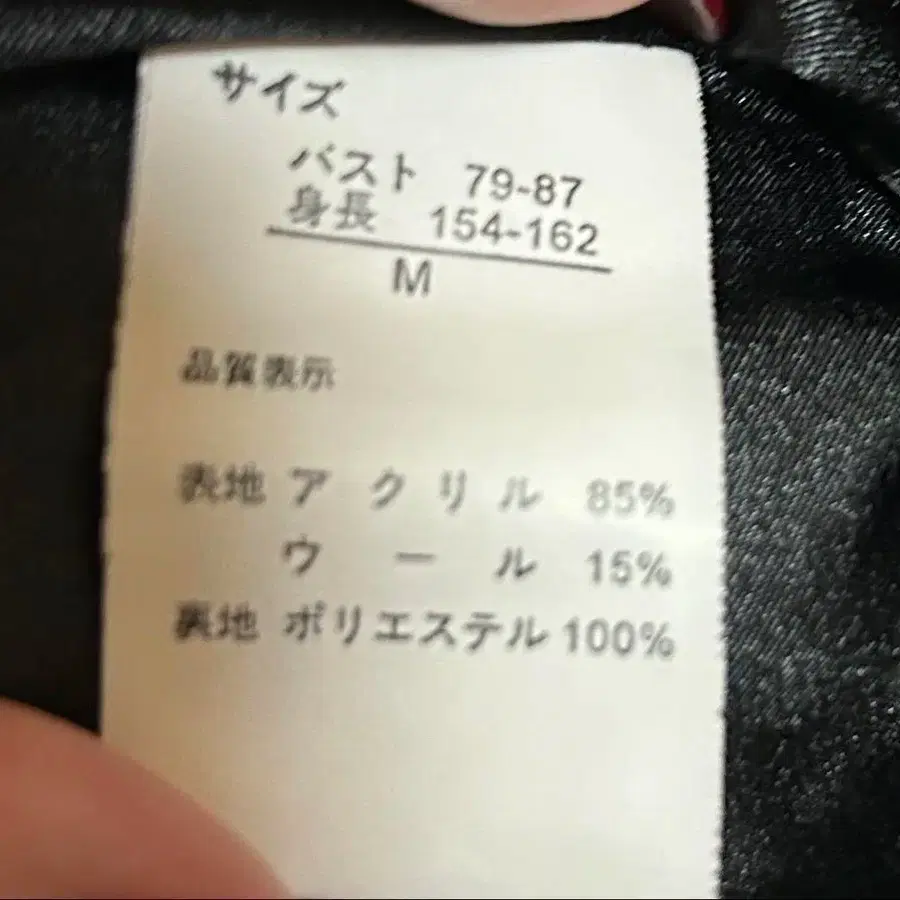 サイズ
バスト 79-87
身長 154-162
M
品質表示
表地 アクリル 85%
ウール 15%
裏地 ポリエステル 100%